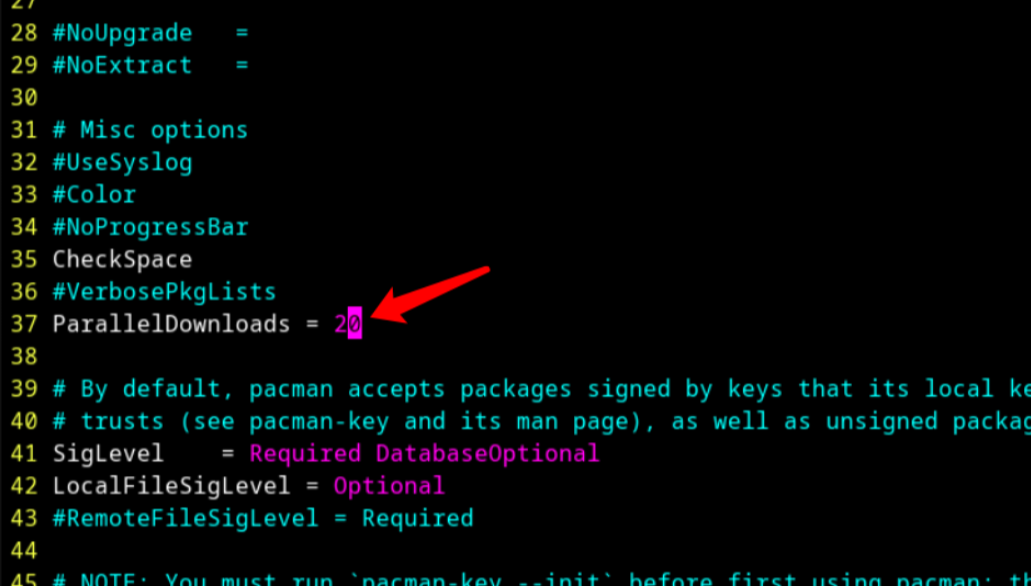 27
28 #NoUpgrade   =
29 #NoExtract   =
30
31 # Misc options
32 #UseSyslog
33 #Color
34 #NoProgressBar
35 CheckSpace
36 #VerbosePkgLists
37 ParallelDownloads = 20
38
39 # By default, pacman accepts packages signed by keys that its local ke
40 # trusts (see pacman-key and its man page), as well as unsigned packag
41 SigLevel    = Required DatabaseOptional
42 LocalFileSigLevel = Optional
43 #RemoteFileSigLevel = Required
44
45 # NOTE: You must run `pacman-key --init` before first using pacman; th